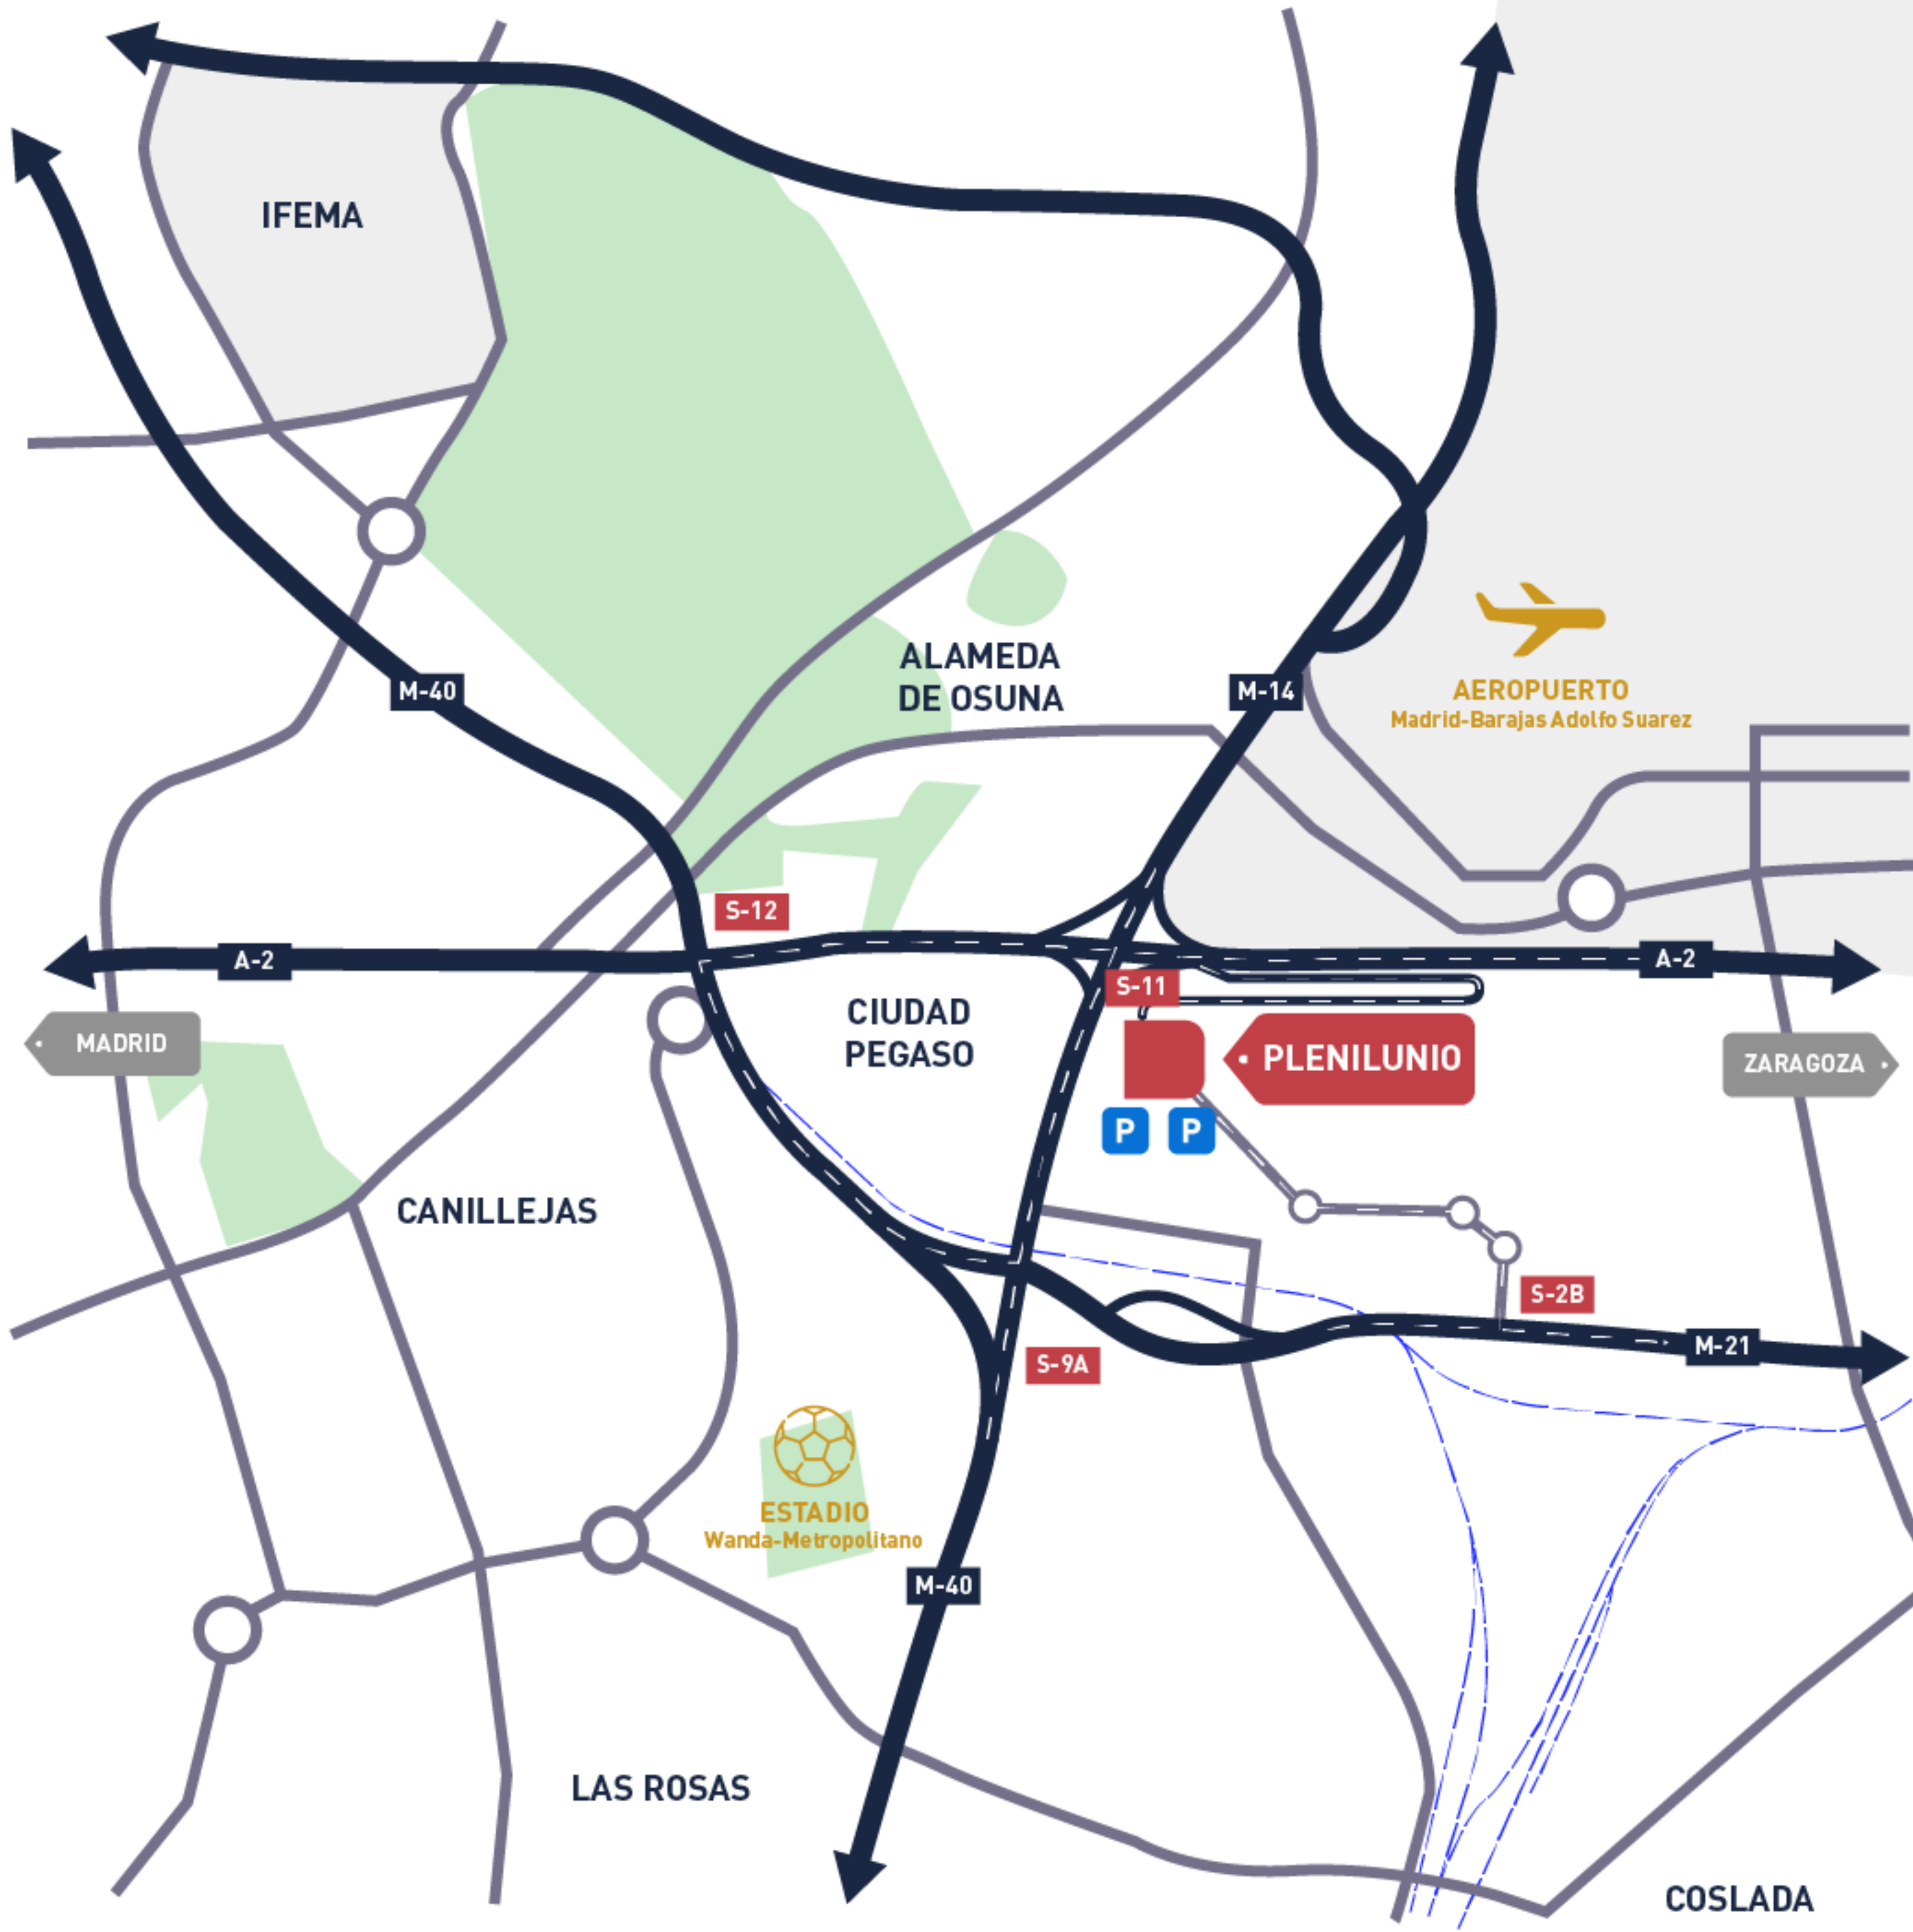 IFEMA
ALAMEDA
DE OSUNA
M-40
M-14
AEROPUERTO
Madrid-Barajas Adolfo Suarez
S-12
A-2
A-2
S-11
CIUDAD
PEGASO
MADRID
PLENILUNIO
ZARAGOZA
P P
CANILLEJAS
S-2B
M-21
S-9A
ESTADIO
Wanda-Metropolitano
M-40
LAS ROSAS
COSLADA